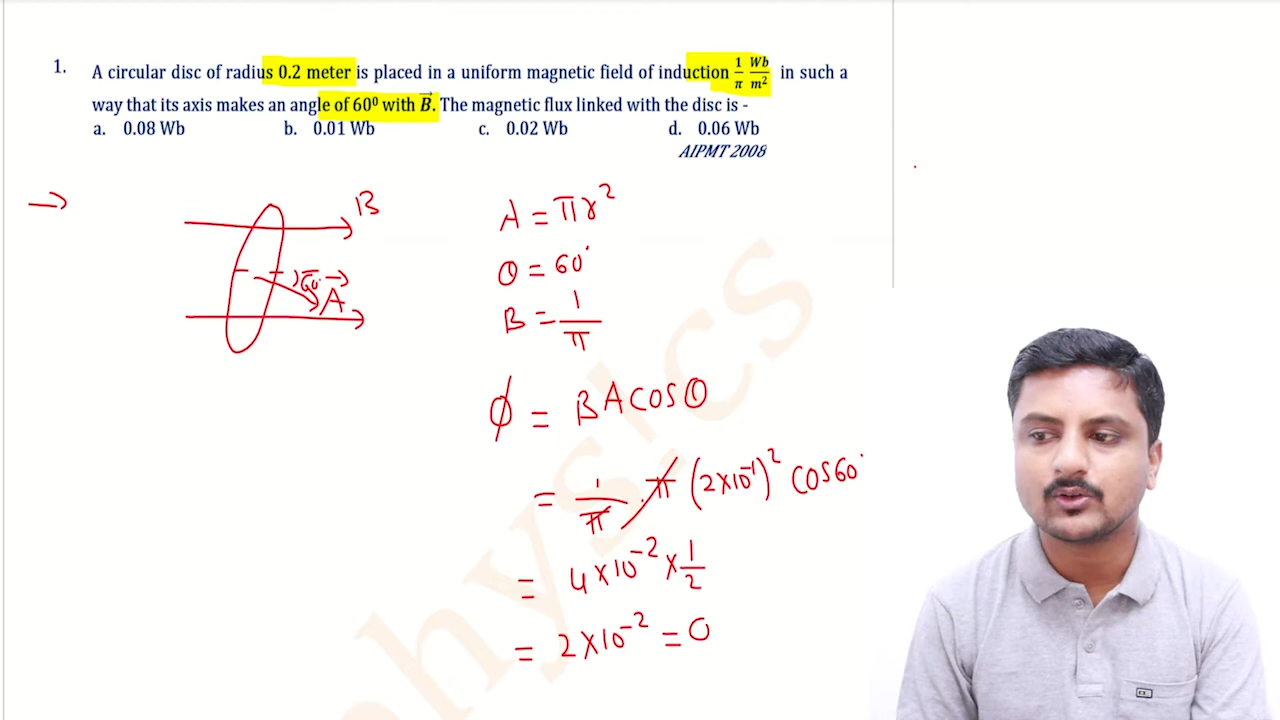 1. A circular disc of radius 0.2 meter is placed in a uniform magnetic field of induction 1/π Wb/m² in such a
way that its axis makes an angle of 60⁰ with B⃗. The magnetic flux linked with the disc is -
a. 0.08 Wb b. 0.01 Wb c. 0.02 Wb d. 0.06 Wb
AIPMT 2008
→
B
60°
A⃗
A = πr²
θ = 60°
B = 1/π
ϕ = BA cos θ
= 1/π . π (2×10⁻¹)² cos 60°
= 4×10⁻² × 1/2
= 2×10⁻² = 0
physics